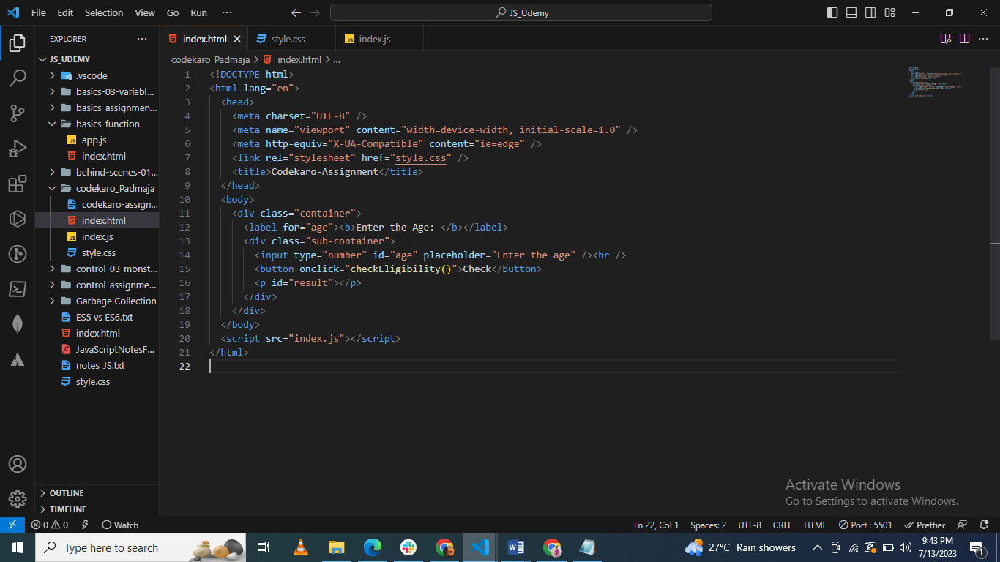 File Edit Selection View Go Run ··· JS_Udemy
EXPLORER ···
JS_UDEMY
.vscode
basics-03-variabl...
basics-assignmen...
basics-function
app.js
index.html
behind-scenes-01...
codekaro_Padmaja
codekaro-assign...
index.html
index.js
style.css
control-03-monst...
control-assignme...
Garbage Collection
ES5 vs ES6.txt
index.html
JavaScriptNotesF...
notes_JS.txt
style.css
OUTLINE
TIMELINE
index.html style.css index.js
codekaro_Padmaja > index.html > ...
1 <!DOCTYPE html>
2 <html lang="en">
3 <head>
4 <meta charset="UTF-8" />
5 <meta name="viewport" content="width=device-width, initial-scale=1.0" />
6 <meta http-equiv="X-UA-Compatible" content="ie=edge" />
7 <link rel="stylesheet" href="style.css" />
8 <title>Codekaro-Assignment</title>
9 </head>
10 <body>
11 <div class="container">
12 <label for="age"><b>Enter the Age: </b></label>
13 <div class="sub-container">
14 <input type="number" id="age" placeholder="Enter the age" /><br />
15 <button onclick="checkEligibility()">Check</button>
16 <p id="result"></p>
17 </div>
18 </div>
19 </body>
20 <script src="index.js"></script>
21 </html>
22
Activate Windows
Go to Settings to activate Windows.
0 0 Watch Ln 22, Col 1 Spaces: 2 UTF-8 CRLF HTML Port : 5501 Prettier
Type here to search 27°C Rain showers 9:43 PM
7/13/2023 1